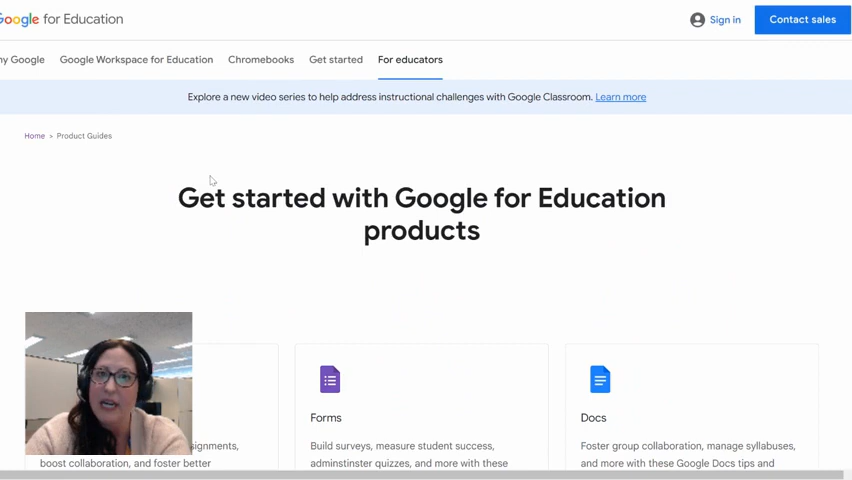 Google for Education
Sign in
Contact sales
hy Google
Google Workspace for Education
Chromebooks
Get started
For educators
Explore a new video series to help address instructional challenges with Google Classroom. Learn more
Home > Product Guides
Get started with Google for Education
products
signments,
boost collaboration, and foster better
Forms
Build surveys, measure student success,
adminstinster quizzes, and more with these
Docs
Foster group collaboration, manage syllabuses,
and more with these Google Docs tips and